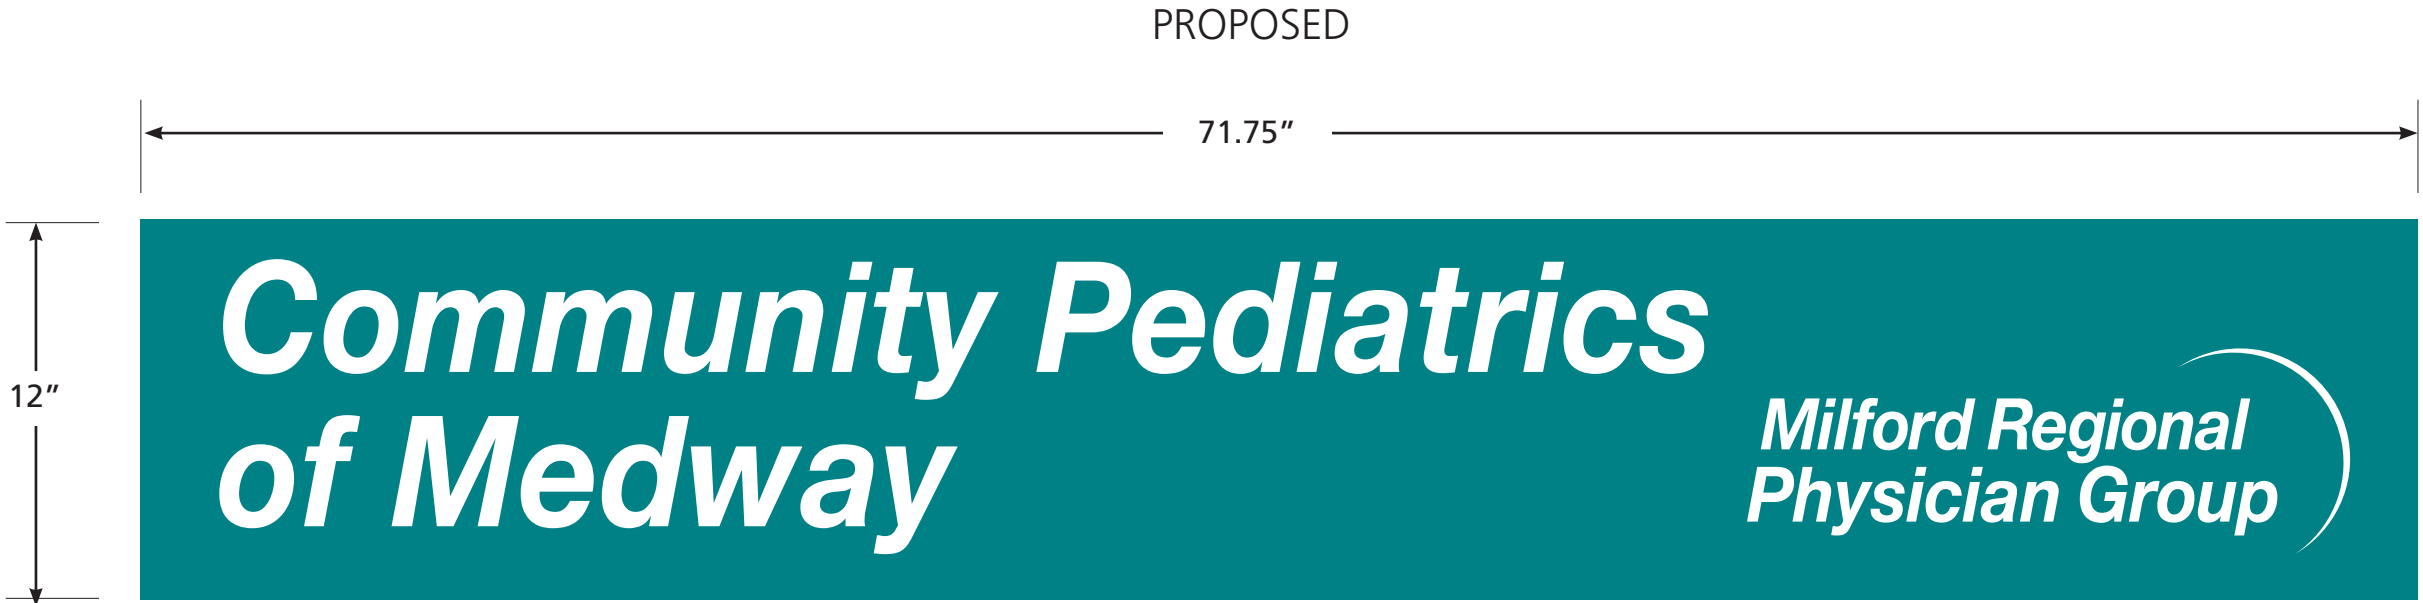 PROPOSED
71.75”
12”
Community Pediatrics
of Medway
Milford Regional
Physician Group